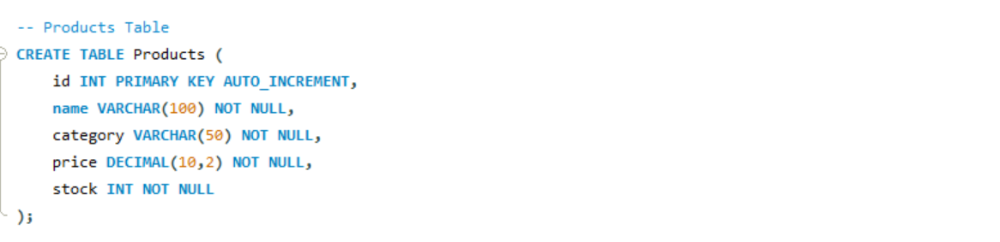 -- Products Table
CREATE TABLE Products (
    id INT PRIMARY KEY AUTO_INCREMENT,
    name VARCHAR(100) NOT NULL,
    category VARCHAR(50) NOT NULL,
    price DECIMAL(10,2) NOT NULL,
    stock INT NOT NULL
);